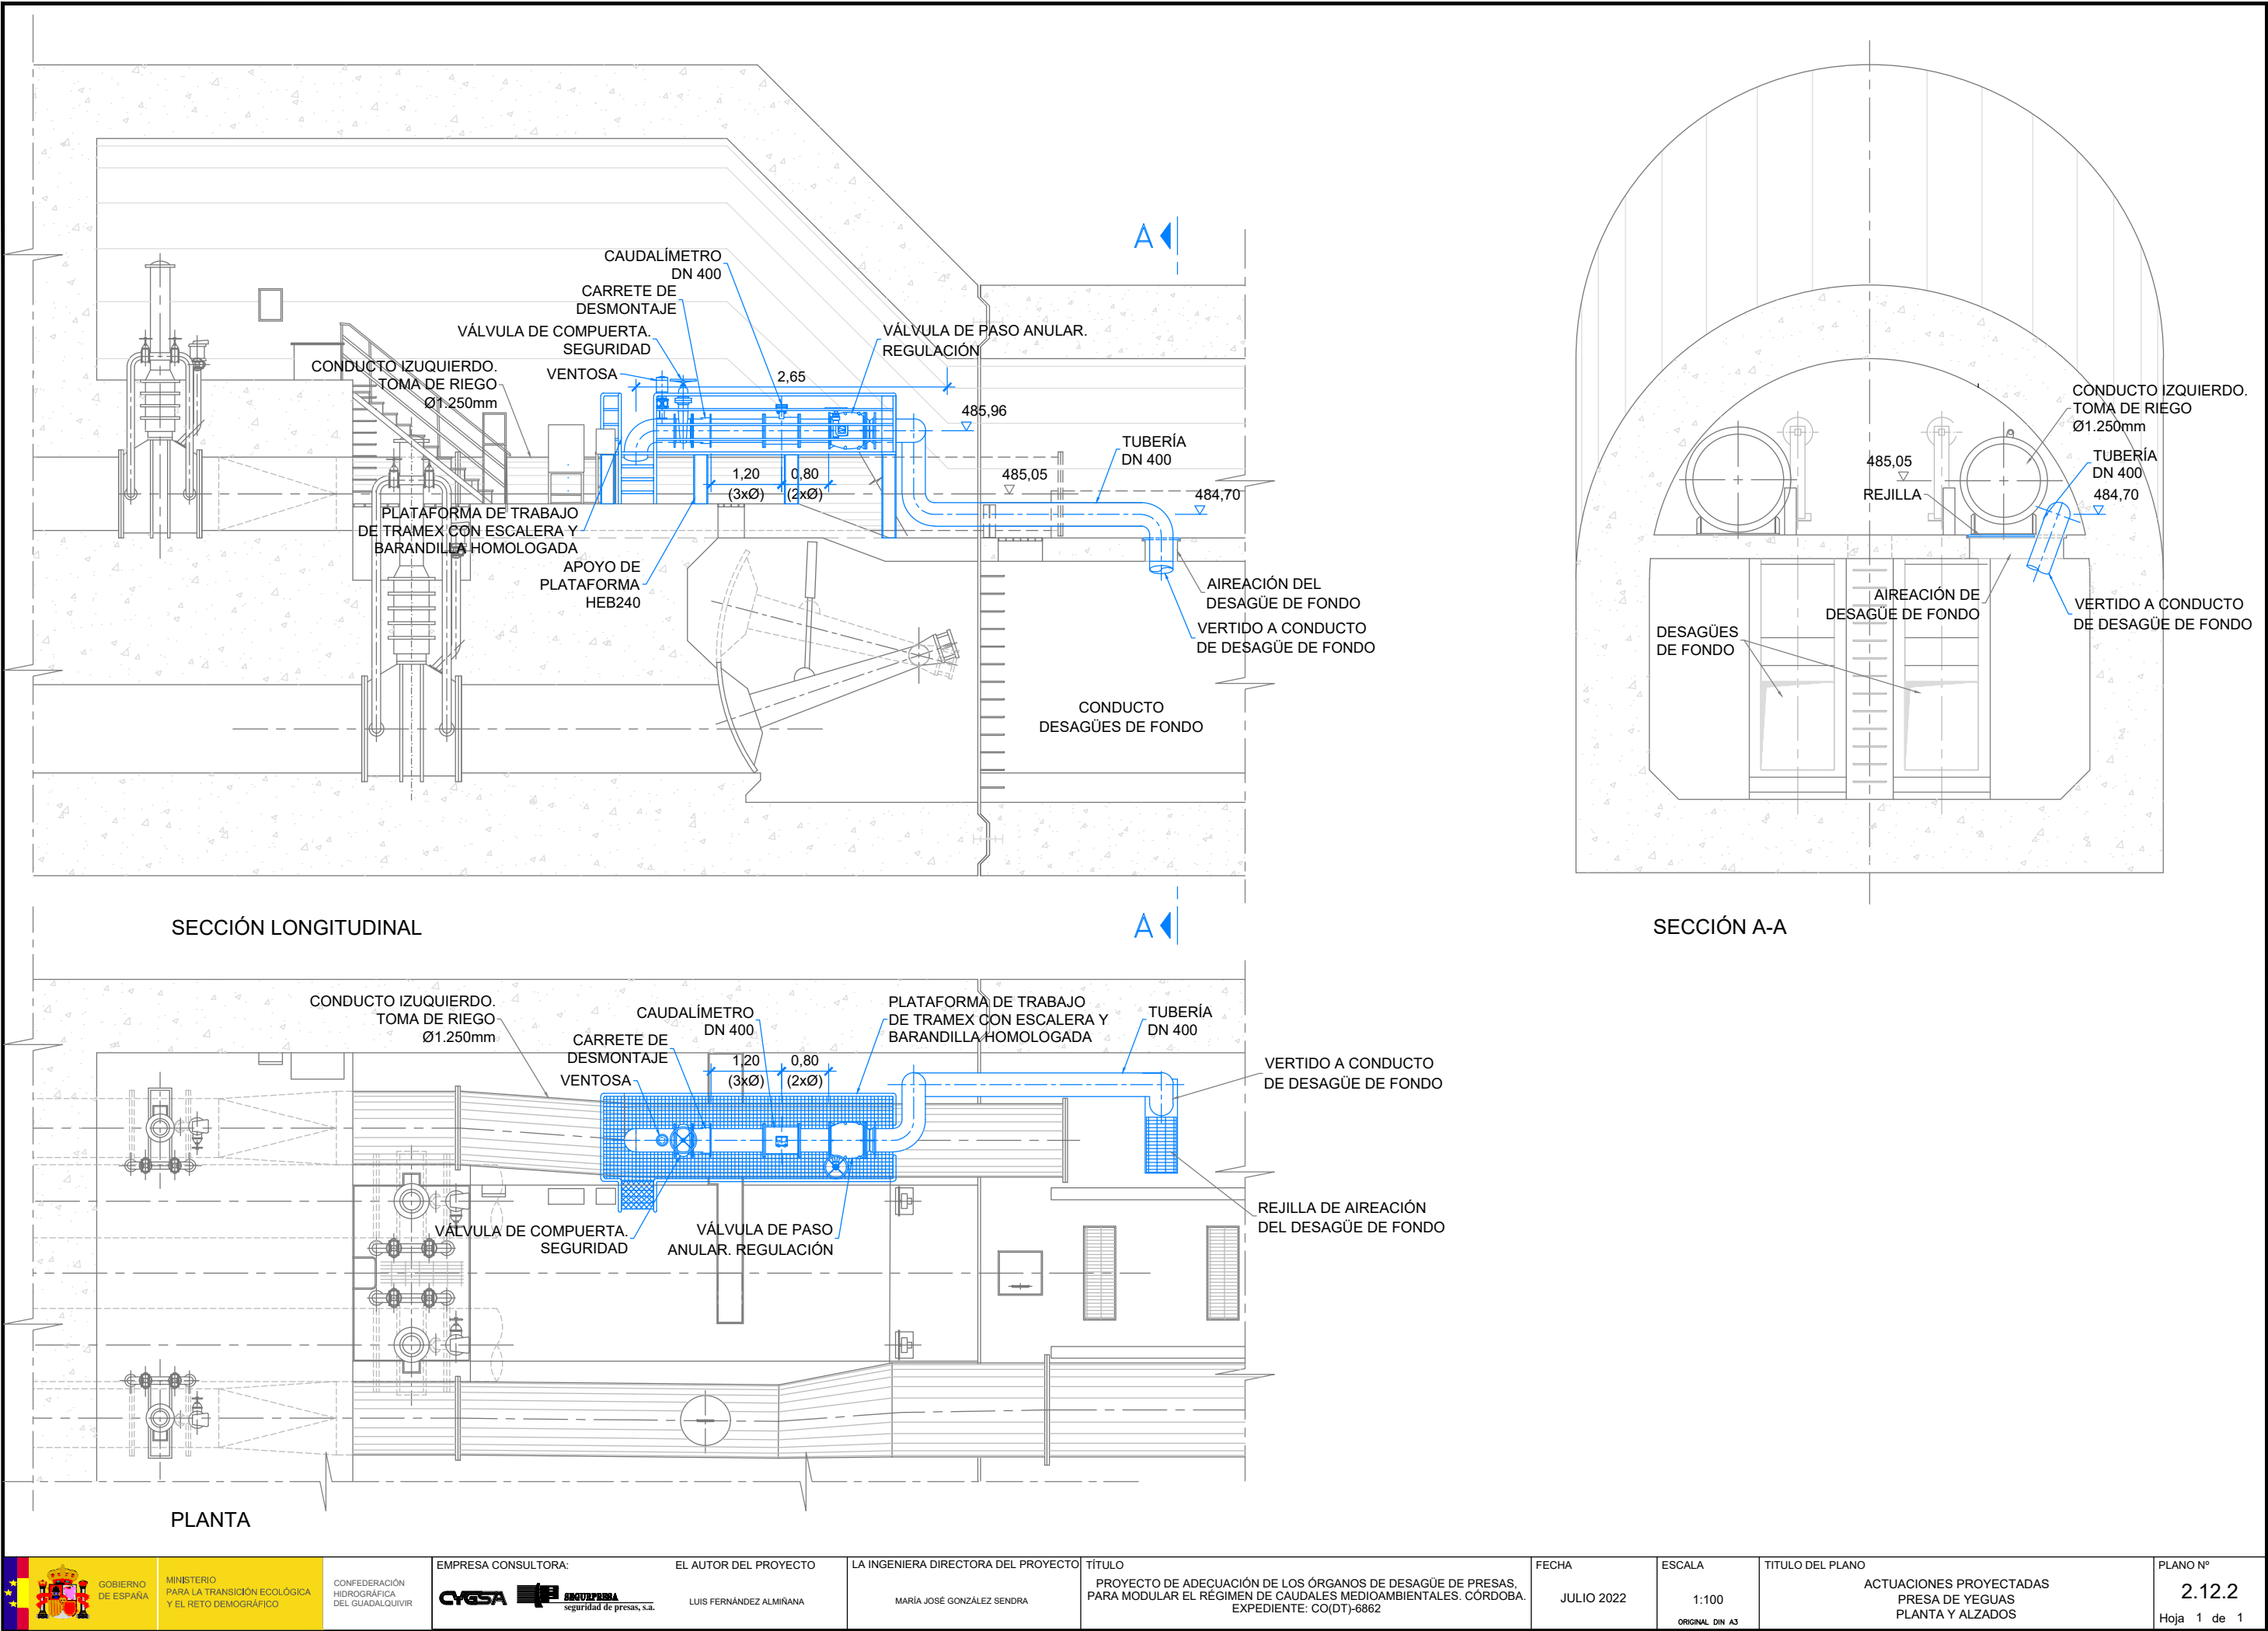 A
CAUDALÍMETRO
DN 400
CARRETE DE
DESMONTAJE
VÁLVULA DE COMPUERTA.
SEGURIDAD
VÁLVULA DE PASO ANULAR.
REGULACIÓN
CONDUCTO IZUQUIERDO.
TOMA DE RIEGO
Ø1.250mm
VENTOSA
2,65
485,96
TUBERÍA
DN 400
485,05
484,70
1,20
(3xØ)
0,80
(2xØ)
PLATAFORMA DE TRABAJO
DE TRAMEX CON ESCALERA Y
BARANDILLA HOMOLOGADA
APOYO DE
PLATAFORMA
HEB240
AIREACIÓN DEL
DESAGÜE DE FONDO
VERTIDO A CONDUCTO
DE DESAGÜE DE FONDO
CONDUCTO
DESAGÜES DE FONDO
SECCIÓN LONGITUDINAL
A
CONDUCTO IZQUIERDO.
TOMA DE RIEGO
Ø1.250mm
485,05
TUBERÍA
DN 400
REJILLA
484,70
AIREACIÓN DE
DESAGÜE DE FONDO
VERTIDO A CONDUCTO
DE DESAGÜE DE FONDO
DESAGÜES
DE FONDO
SECCIÓN A-A
CONDUCTO IZUQUIERDO.
TOMA DE RIEGO
Ø1.250mm
CAUDALÍMETRO
DN 400
CARRETE DE
DESMONTAJE
VENTOSA
1,20
(3xØ)
0,80
(2xØ)
PLATAFORMA DE TRABAJO
DE TRAMEX CON ESCALERA Y
BARANDILLA HOMOLOGADA
TUBERÍA
DN 400
VERTIDO A CONDUCTO
DE DESAGÜE DE FONDO
VÁLVULA DE COMPUERTA.
SEGURIDAD
VÁLVULA DE PASO
ANULAR. REGULACIÓN
REJILLA DE AIREACIÓN
DEL DESAGÜE DE FONDO
PLANTA
GOBIERNO
DE ESPAÑA
MINISTERIO
PARA LA TRANSICIÓN ECOLÓGICA
Y EL RETO DEMOGRÁFICO
CONFEDERACIÓN
HIDROGRÁFICA
DEL GUADALQUIVIR
EMPRESA CONSULTORA:
CYGSA
SEGURPRESA
seguridad de presas, s.a.
EL AUTOR DEL PROYECTO
LUIS FERNÁNDEZ ALMIÑANA
LA INGENIERA DIRECTORA DEL PROYECTO
MARÍA JOSÉ GONZÁLEZ SENDRA
TÍTULO
PROYECTO DE ADECUACIÓN DE LOS ÓRGANOS DE DESAGÜE DE PRESAS,
PARA MODULAR EL RÉGIMEN DE CAUDALES MEDIOAMBIENTALES. CÓRDOBA.
EXPEDIENTE: CO(DT)-6862
FECHA
JULIO 2022
ESCALA
1:100
ORIGINAL DIN A3
TITULO DEL PLANO
ACTUACIONES PROYECTADAS
PRESA DE YEGUAS
PLANTA Y ALZADOS
PLANO Nº
2.12.2
Hoja 1 de 1